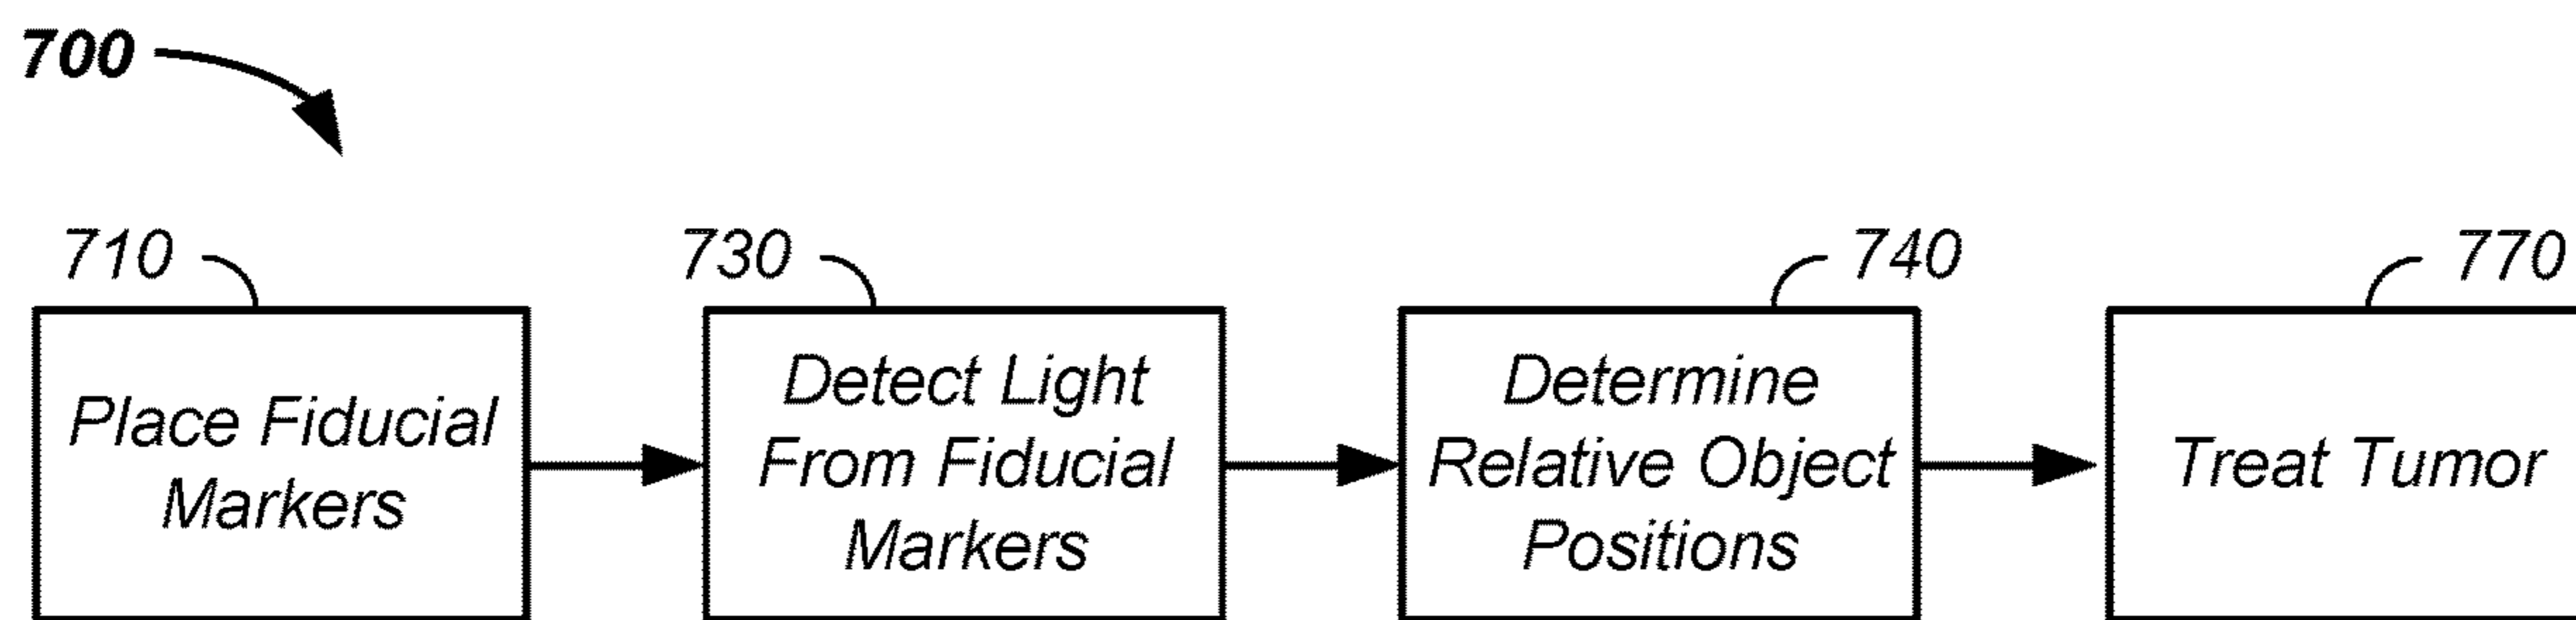 700
710
Place Fiducial
Markers
730
Detect Light
From Fiducial
Markers
740
Determine
Relative Object
Positions
770
Treat Tumor